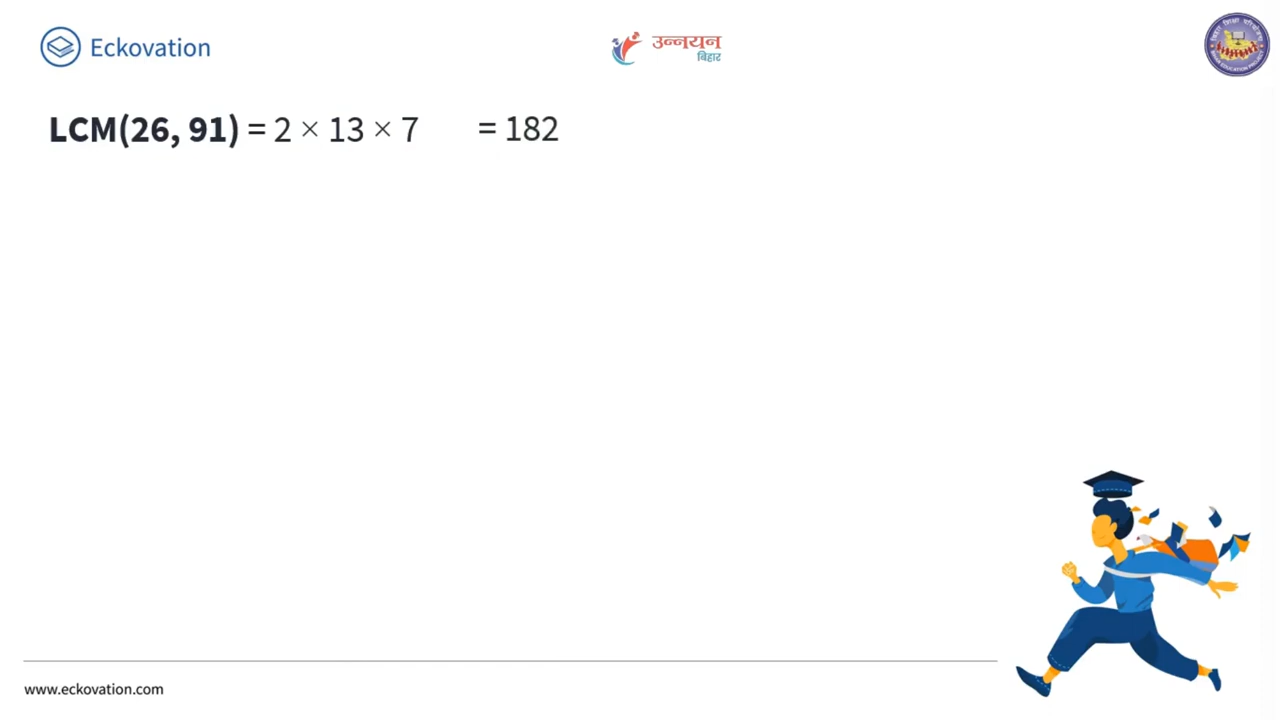 Eckovation
उन्नयन
बिहार
LCM(26, 91) = 2 × 13 × 7 = 182
www.eckovation.com